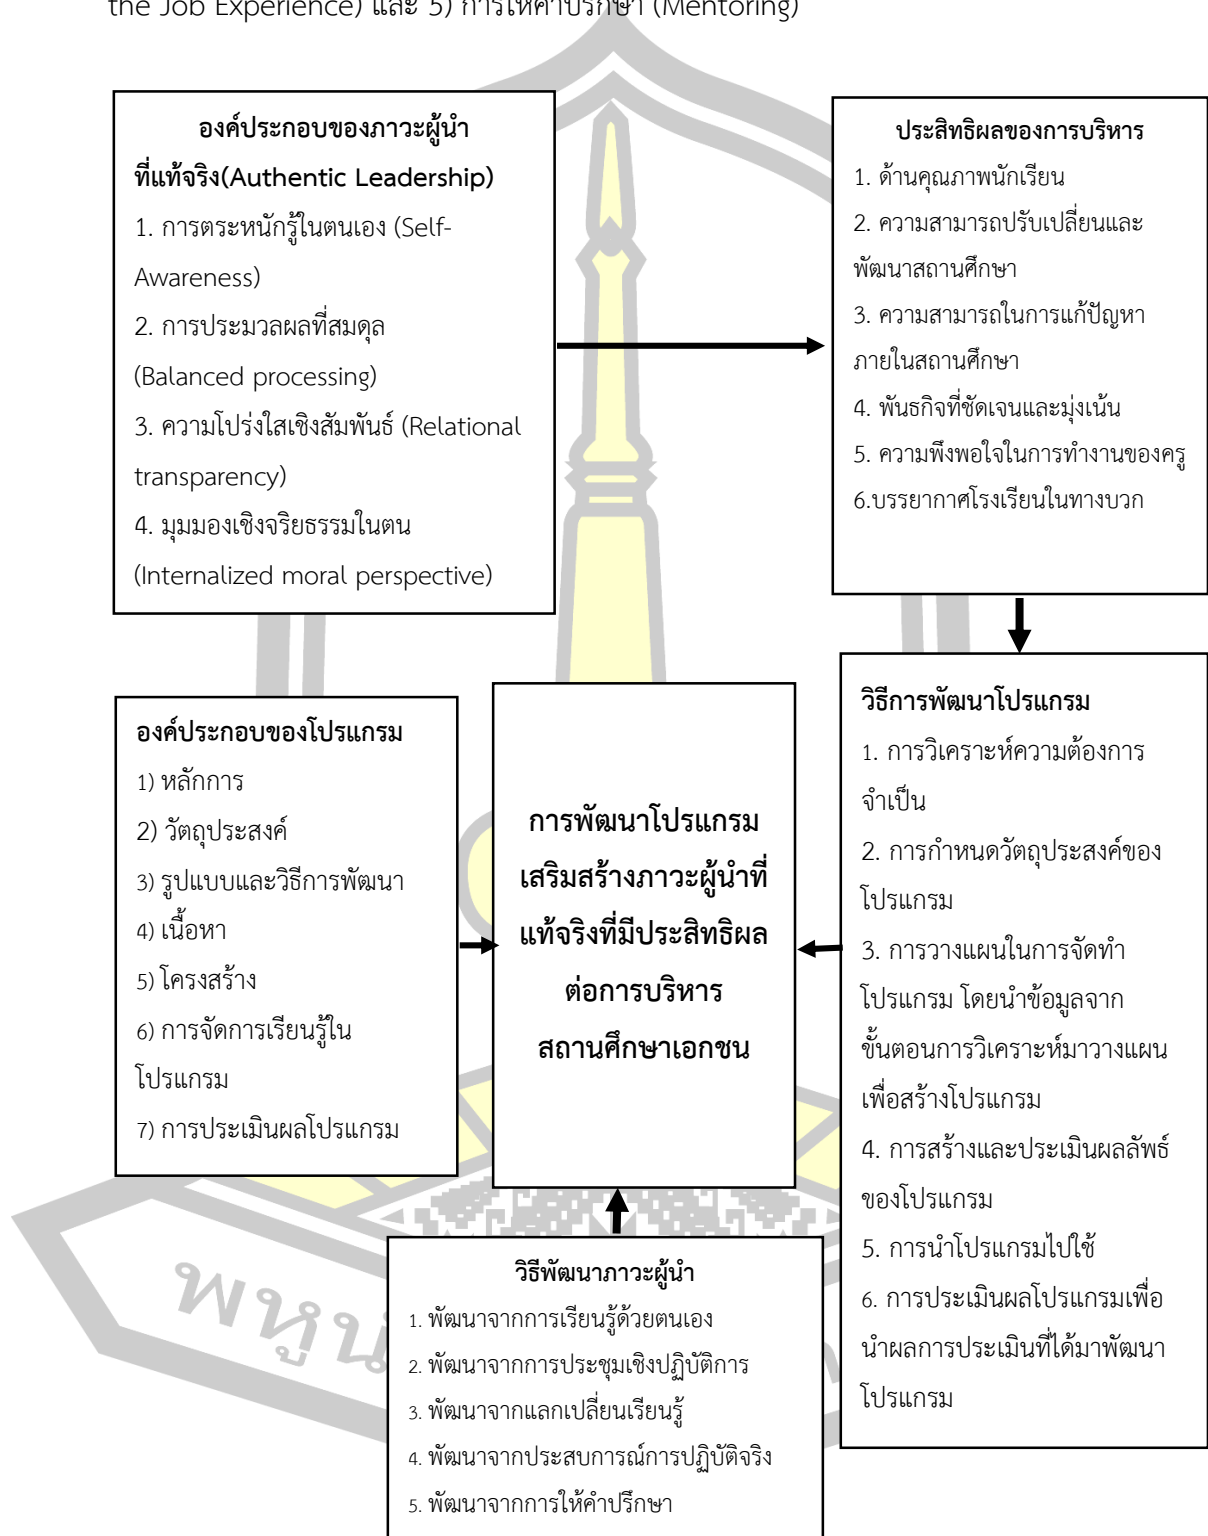 the Job Experience) และ 5) การให้คำปรึกษา (Mentoring)
องค์ประกอบของภาวะผู้นำ
ที่แท้จริง(Authentic Leadership)
1. การตระหนักรู้ในตนเอง (Self-
Awareness)
2. การประมวลผลที่สมดุล
(Balanced processing)
3. ความโปร่งใสเชิงสัมพันธ์ (Relational
transparency)
4. มุมมองเชิงจริยธรรมในตน
(Internalized moral perspective)
ประสิทธิผลของการบริหาร
1. ด้านคุณภาพนักเรียน
2. ความสามารถปรับเปลี่ยนและ
พัฒนาสถานศึกษา
3. ความสามารถในการแก้ปัญหา
ภายในสถานศึกษา
4. พันธกิจที่ชัดเจนและมุ่งเน้น
5. ความพึงพอใจในการทำงานของครู
6.บรรยากาศโรงเรียนในทางบวก
องค์ประกอบของโปรแกรม
1) หลักการ
2) วัตถุประสงค์
3) รูปแบบและวิธีการพัฒนา
4) เนื้อหา
5) โครงสร้าง
6) การจัดการเรียนรู้ใน
โปรแกรม
7) การประเมินผลโปรแกรม
การพัฒนาโปรแกรม
เสริมสร้างภาวะผู้นำที่
แท้จริงที่มีประสิทธิผล
ต่อการบริหาร
สถานศึกษาเอกชน
วิธีการพัฒนาโปรแกรม
1. การวิเคราะห์ความต้องการ
จำเป็น
2. การกำหนดวัตถุประสงค์ของ
โปรแกรม
3. การวางแผนในการจัดทำ
โปรแกรม โดยนำข้อมูลจาก
ขั้นตอนการวิเคราะห์มาวางแผน
เพื่อสร้างโปรแกรม
4. การสร้างและประเมินผลลัพธ์
ของโปรแกรม
5. การนำโปรแกรมไปใช้
6. การประเมินผลโปรแกรมเพื่อ
นำผลการประเมินที่ได้มาพัฒนา
โปรแกรม
วิธีพัฒนาภาวะผู้นำ
1. พัฒนาจากการเรียนรู้ด้วยตนเอง
2. พัฒนาจากการประชุมเชิงปฏิบัติการ
3. พัฒนาจากแลกเปลี่ยนเรียนรู้
4. พัฒนาจากประสบการณ์การปฏิบัติจริง
5. พัฒนาจากการให้คำปรึกษา